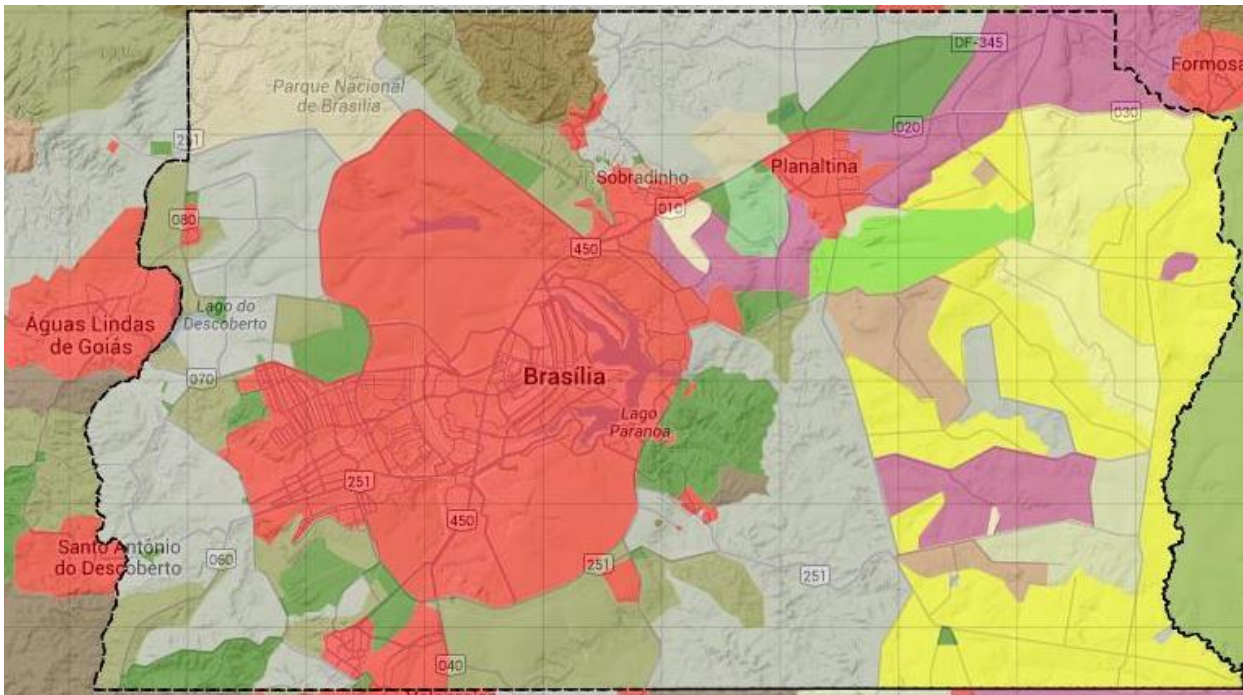 DF-345
Formosa
Parque Nacional
de Brasília
030
020
251
Planaltina
Sobradinho
010
080
450
Lago do
Descoberto
Águas Lindas
de Goiás
070
Brasília
Lago
Paranoa
251
450
Santo Antônio
do Descoberto
060
251
251
040